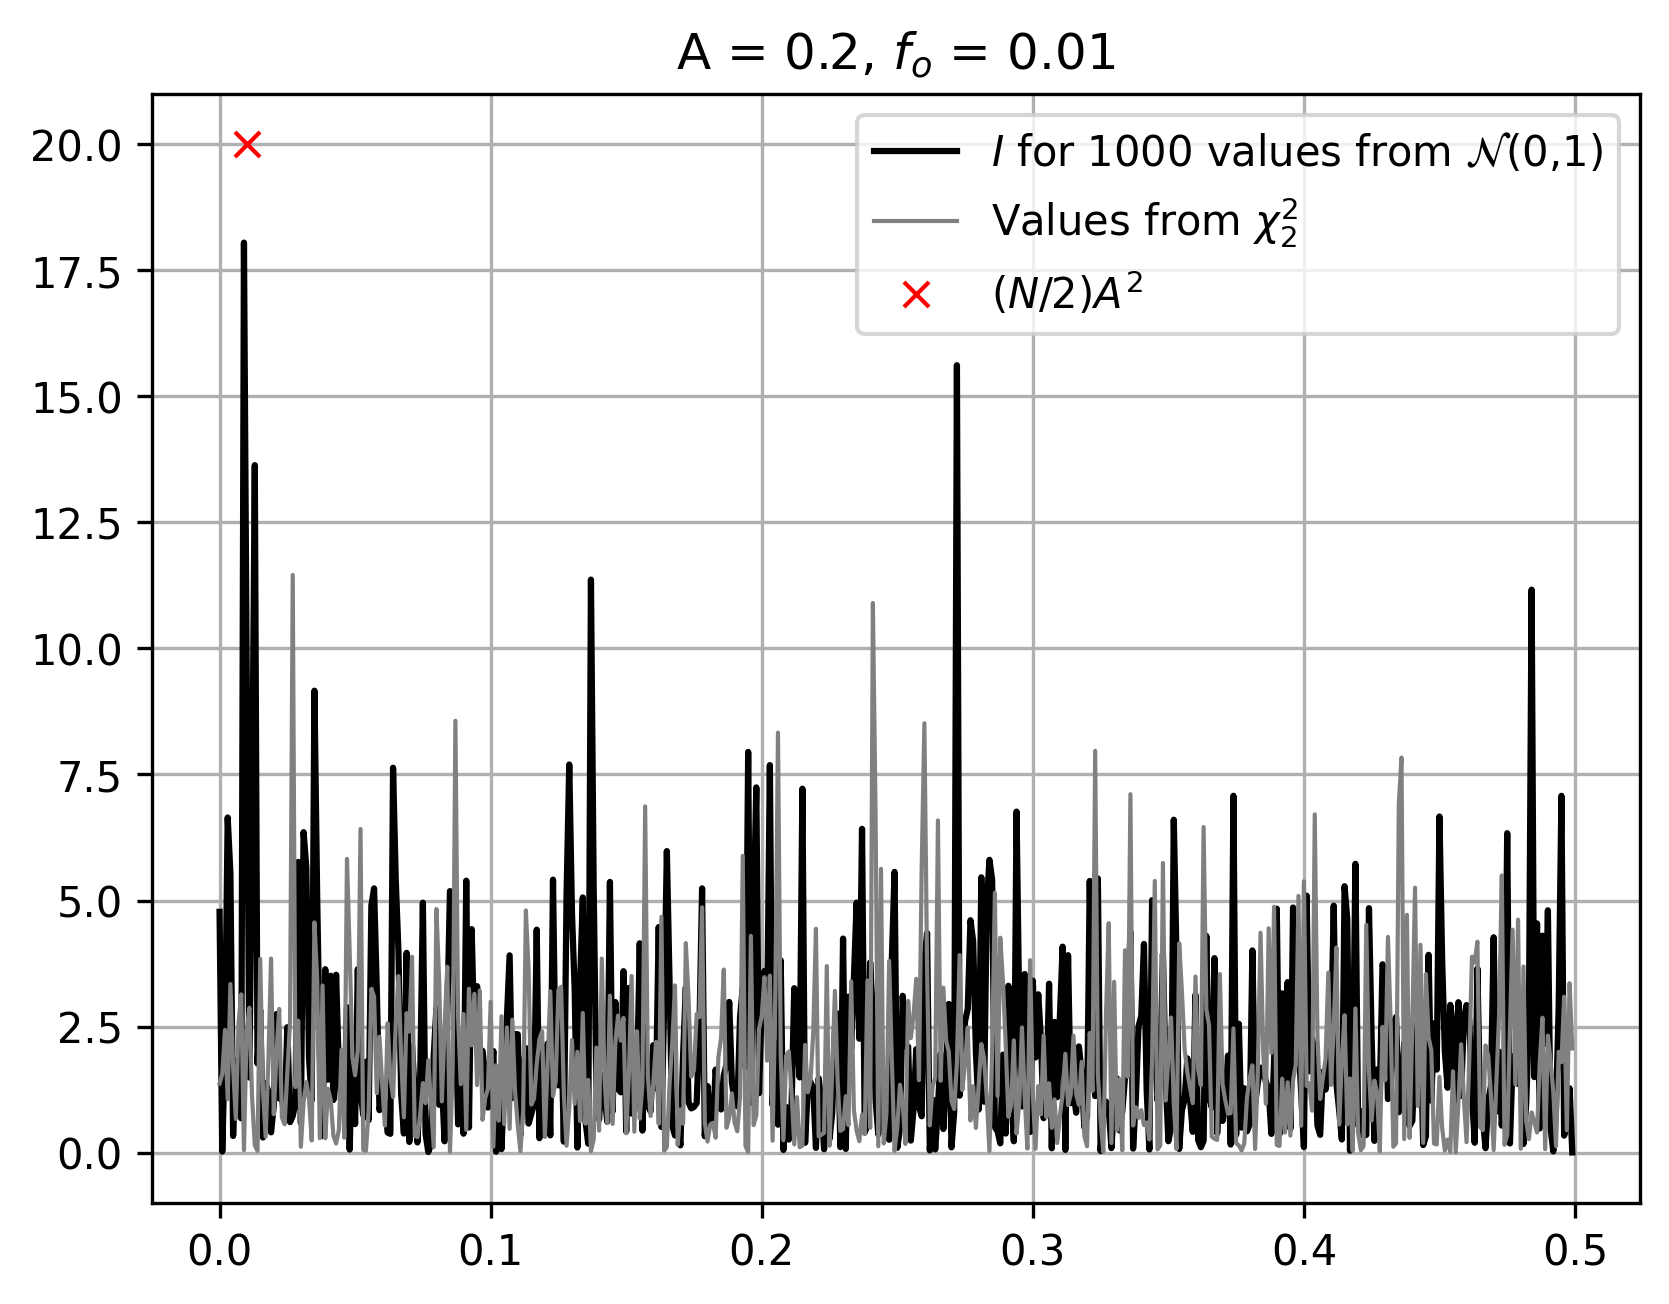 A = 0.2, fₒ = 0.01
20.0
17.5
15.0
12.5
10.0
7.5
5.0
2.5
0.0
I for 1000 values from 𝒩(0,1)
Values from χ₂²
(N/2)A²
0.0 0.1 0.2 0.3 0.4 0.5